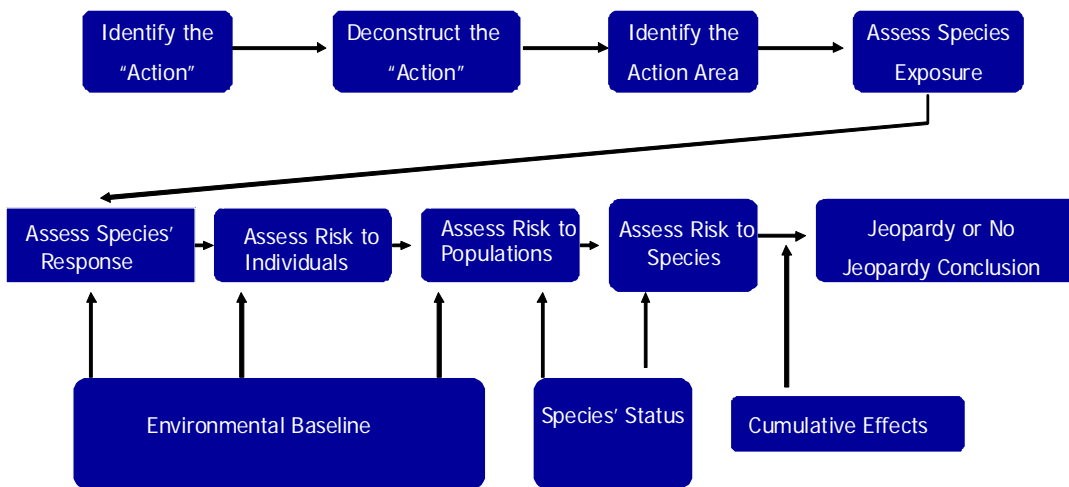 Identify the
“Action”
Deconstruct the
“Action”
Identify the
Action Area
Assess Species
Exposure
Assess Species’
Response
Assess Risk to
Individuals
Assess Risk to
Populations
Assess Risk to
Species
Jeopardy or No
Jeopardy Conclusion
Environmental Baseline
Species’ Status
Cumulative Effects